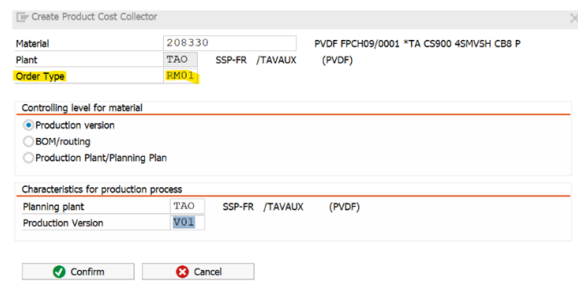 Create Product Cost Collector
Material 208330 PVDF FPCH09/0001 *TA CS900 4SMVSH CB8 P
Plant TAO SSP-FR /TAVAUX (PVDF)
Order Type RM01
Controlling level for material
Production version
BOM/routing
Production Plant/Planning Plan
Characteristics for production process
Planning plant TAO SSP-FR /TAVAUX (PVDF)
Production Version V01
Confirm Cancel